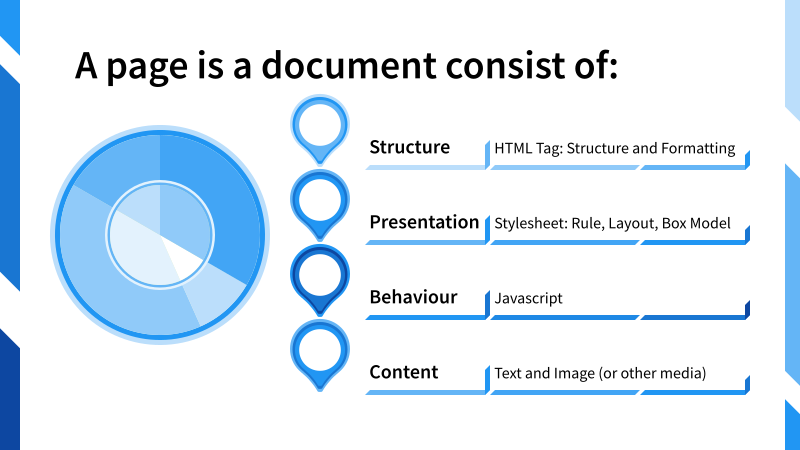 A page is a document consist of:
Structure
HTML Tag: Structure and Formatting
Presentation
Stylesheet: Rule, Layout, Box Model
Behaviour
Javascript
Content
Text and Image (or other media)